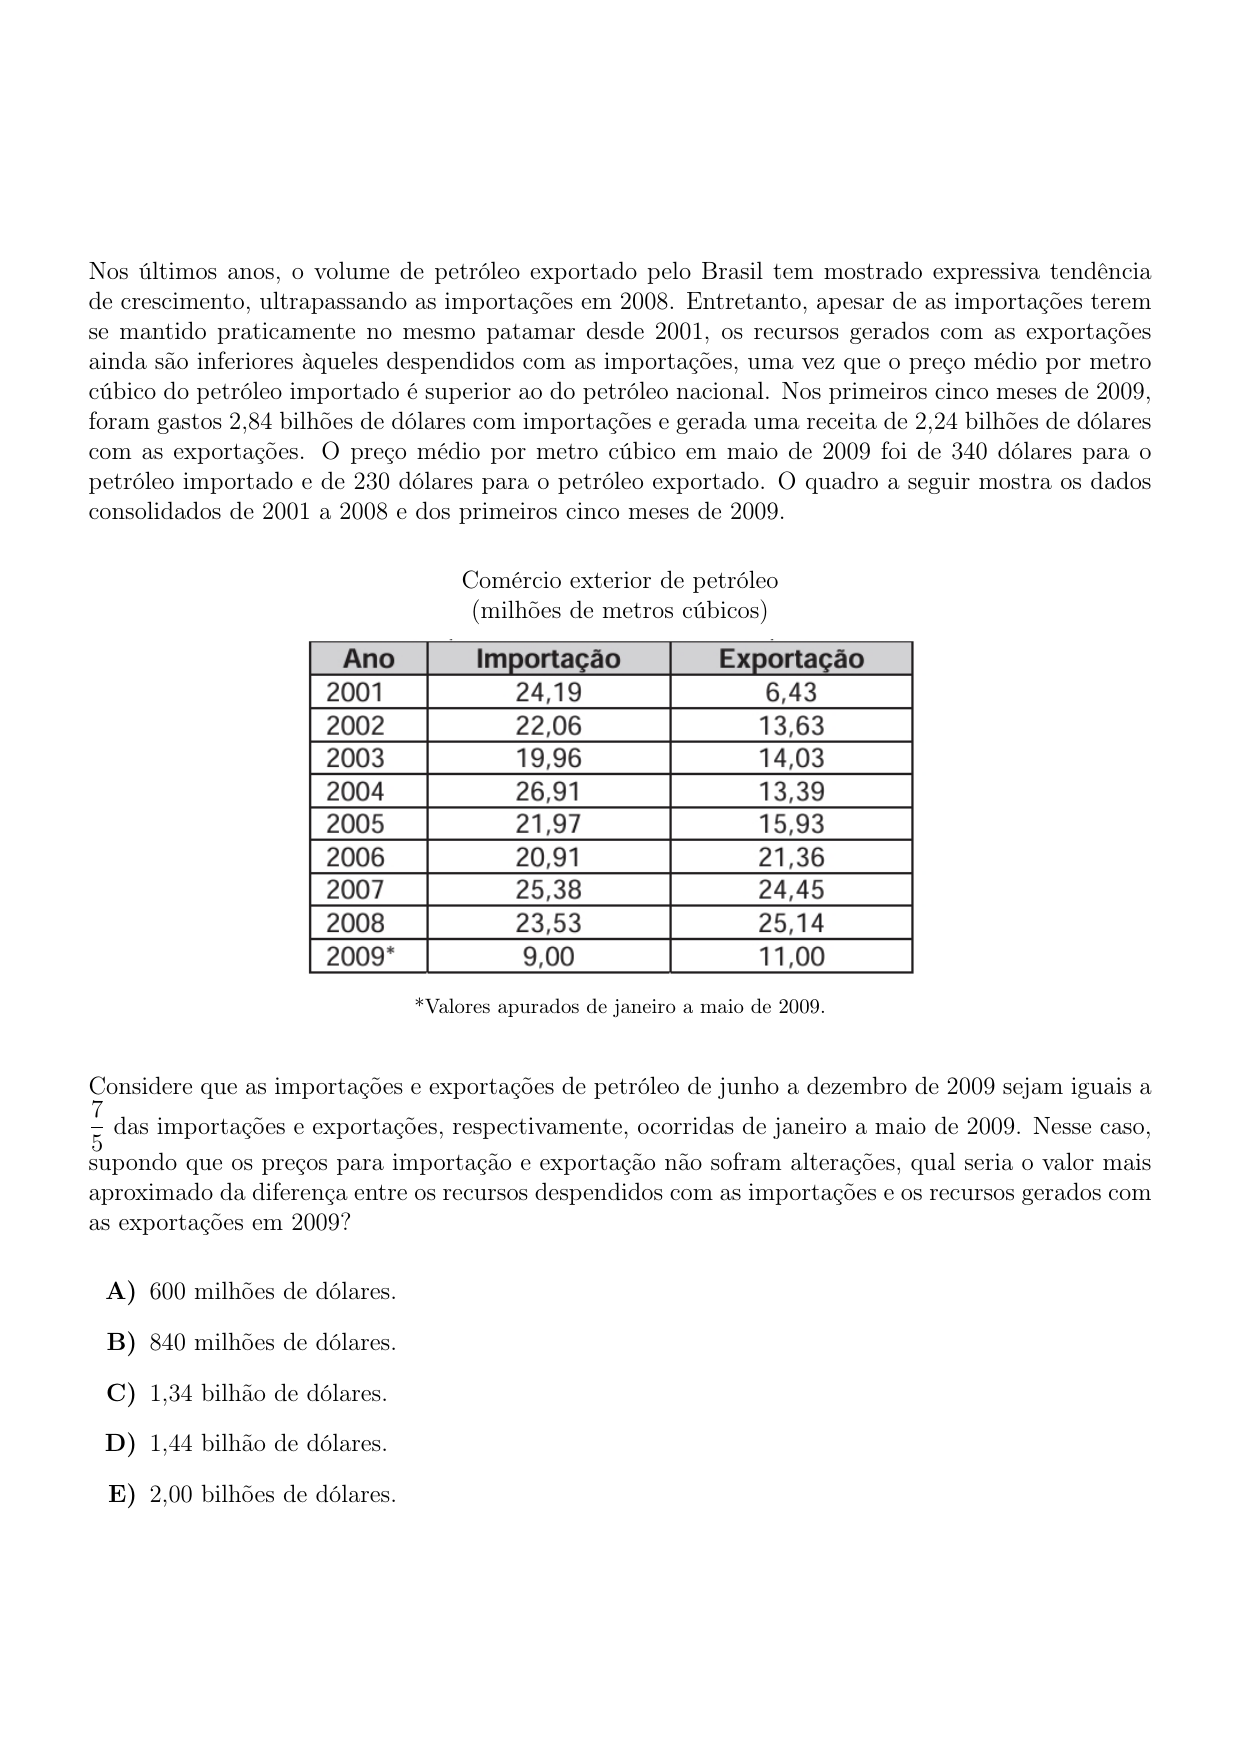 Nos últimos anos, o volume de petróleo exportado pelo Brasil tem mostrado expressiva tendência
de crescimento, ultrapassando as importações em 2008. Entretanto, apesar de as importações terem
se mantido praticamente no mesmo patamar desde 2001, os recursos gerados com as exportações
ainda são inferiores àqueles despendidos com as importações, uma vez que o preço médio por metro
cúbico do petróleo importado é superior ao do petróleo nacional. Nos primeiros cinco meses de 2009,
foram gastos 2,84 bilhões de dólares com importações e gerada uma receita de 2,24 bilhões de dólares
com as exportações. O preço médio por metro cúbico em maio de 2009 foi de 340 dólares para o
petróleo importado e de 230 dólares para o petróleo exportado. O quadro a seguir mostra os dados
consolidados de 2001 a 2008 e dos primeiros cinco meses de 2009.
Comércio exterior de petróleo
(milhões de metros cúbicos)
Ano Importação Exportação
2001 24,19 6,43
2002 22,06 13,63
2003 19,96 14,03
2004 26,91 13,39
2005 21,97 15,93
2006 20,91 21,36
2007 25,38 24,45
2008 23,53 25,14
2009* 9,00 11,00
*Valores apurados de janeiro a maio de 2009.
Considere que as importações e exportações de petróleo de junho a dezembro de 2009 sejam iguais a
7/5 das importações e exportações, respectivamente, ocorridas de janeiro a maio de 2009. Nesse caso,
supondo que os preços para importação e exportação não sofram alterações, qual seria o valor mais
aproximado da diferença entre os recursos despendidos com as importações e os recursos gerados com
as exportações em 2009?
A) 600 milhões de dólares.
B) 840 milhões de dólares.
C) 1,34 bilhão de dólares.
D) 1,44 bilhão de dólares.
E) 2,00 bilhões de dólares.